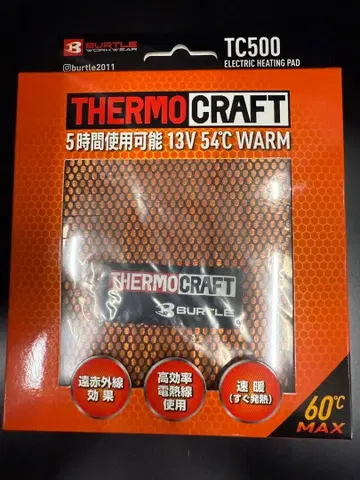 BURTLE
WORKWEAR
burtle2011
TC500
ELECTRIC HEATING PAD
THERMOCRAFT
5時間使用可能 13V 54℃ WARM
THERMOCRAFT
BURTLE
遠赤外線
効果
高効率
電熱線
使用
速暖
(すぐ発熱)
60℃
MAX